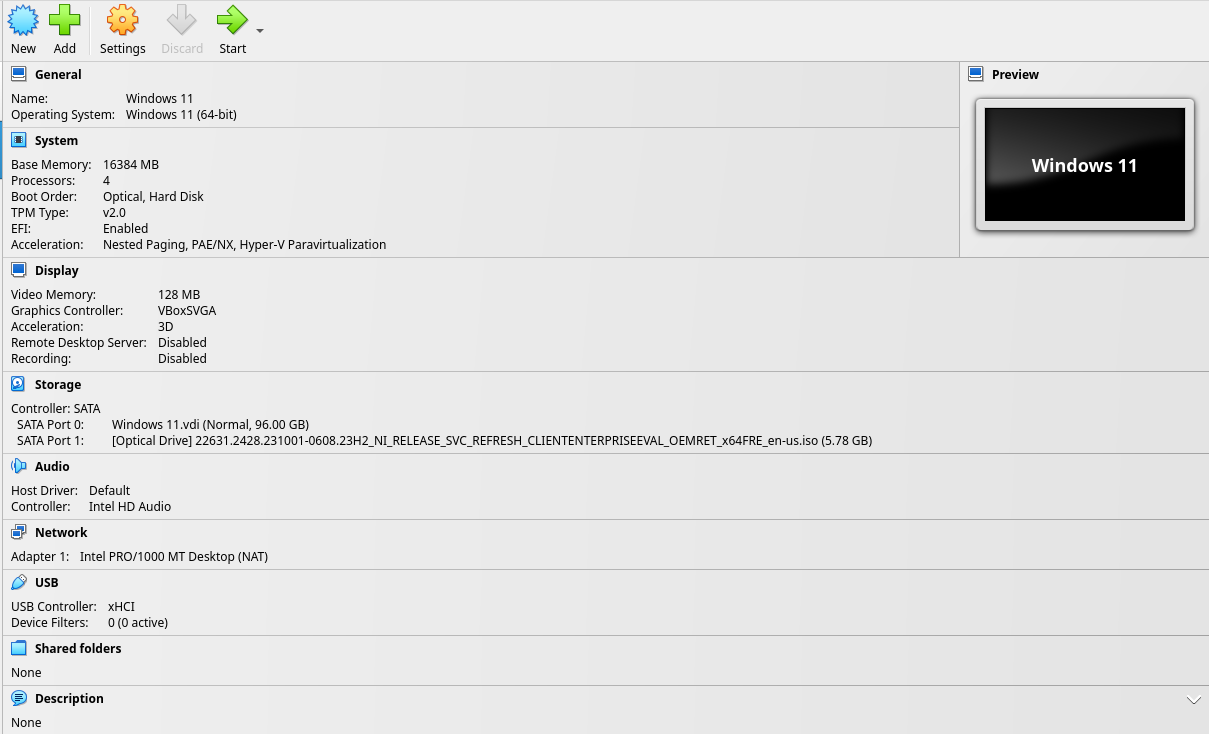 New Add Settings Discard Start
General
Name: Windows 11
Operating System: Windows 11 (64-bit)
Preview
Windows 11
System
Base Memory: 16384 MB
Processors: 4
Boot Order: Optical, Hard Disk
TPM Type: v2.0
EFI: Enabled
Acceleration: Nested Paging, PAE/NX, Hyper-V Paravirtualization
Display
Video Memory: 128 MB
Graphics Controller: VBoxSVGA
Acceleration: 3D
Remote Desktop Server: Disabled
Recording: Disabled
Storage
Controller: SATA
SATA Port 0: Windows 11.vdi (Normal, 96.00 GB)
SATA Port 1: [Optical Drive] 22631.2428.231001-0608.23H2_NI_RELEASE_SVC_REFRESH_CLIENTENTERPRISEEVAL_OEMRET_x64FRE_en-us.iso (5.78 GB)
Audio
Host Driver: Default
Controller: Intel HD Audio
Network
Adapter 1: Intel PRO/1000 MT Desktop (NAT)
USB
USB Controller: xHCI
Device Filters: 0 (0 active)
Shared folders
None
Description
None